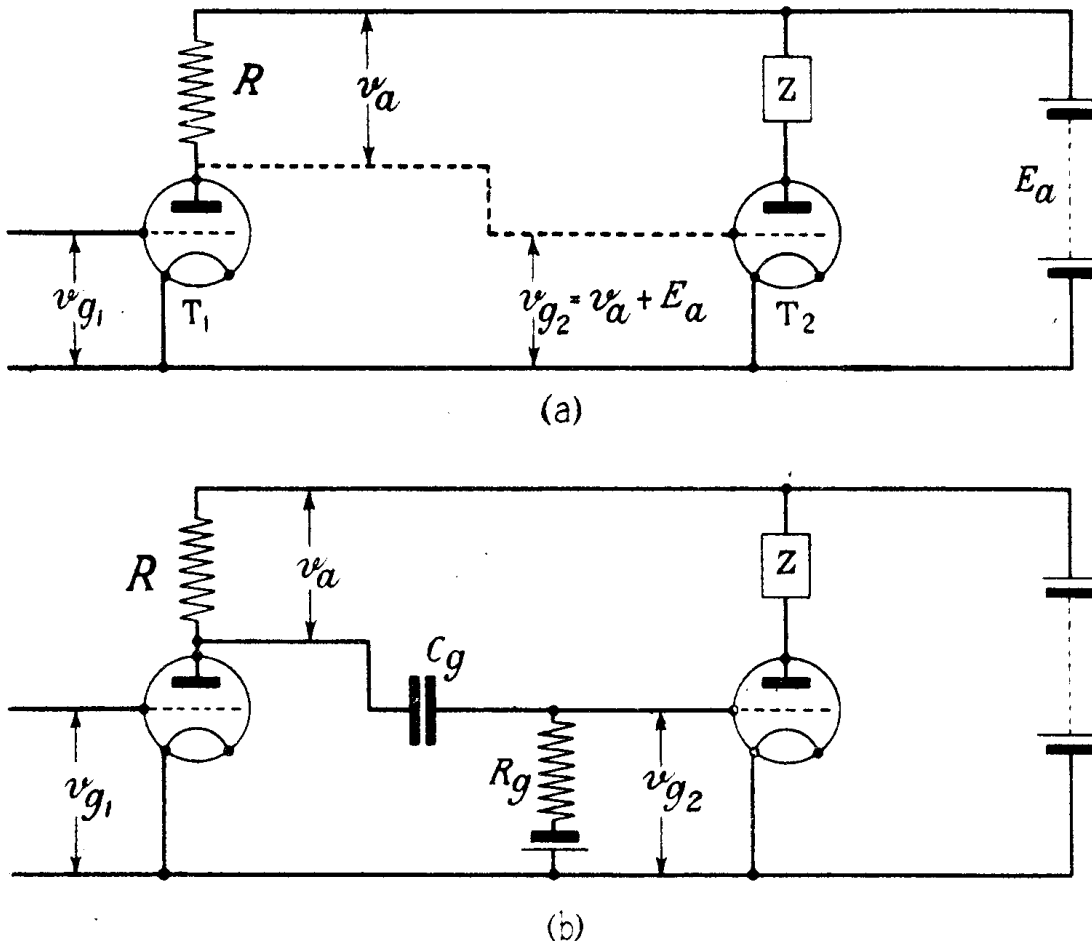 R
v_a
Z
E_a
v_g1
T1
v_g2 = v_a + E_a
T2
(a)
R
v_a
Z
C_g
v_g1
R_g
v_g2
(b)